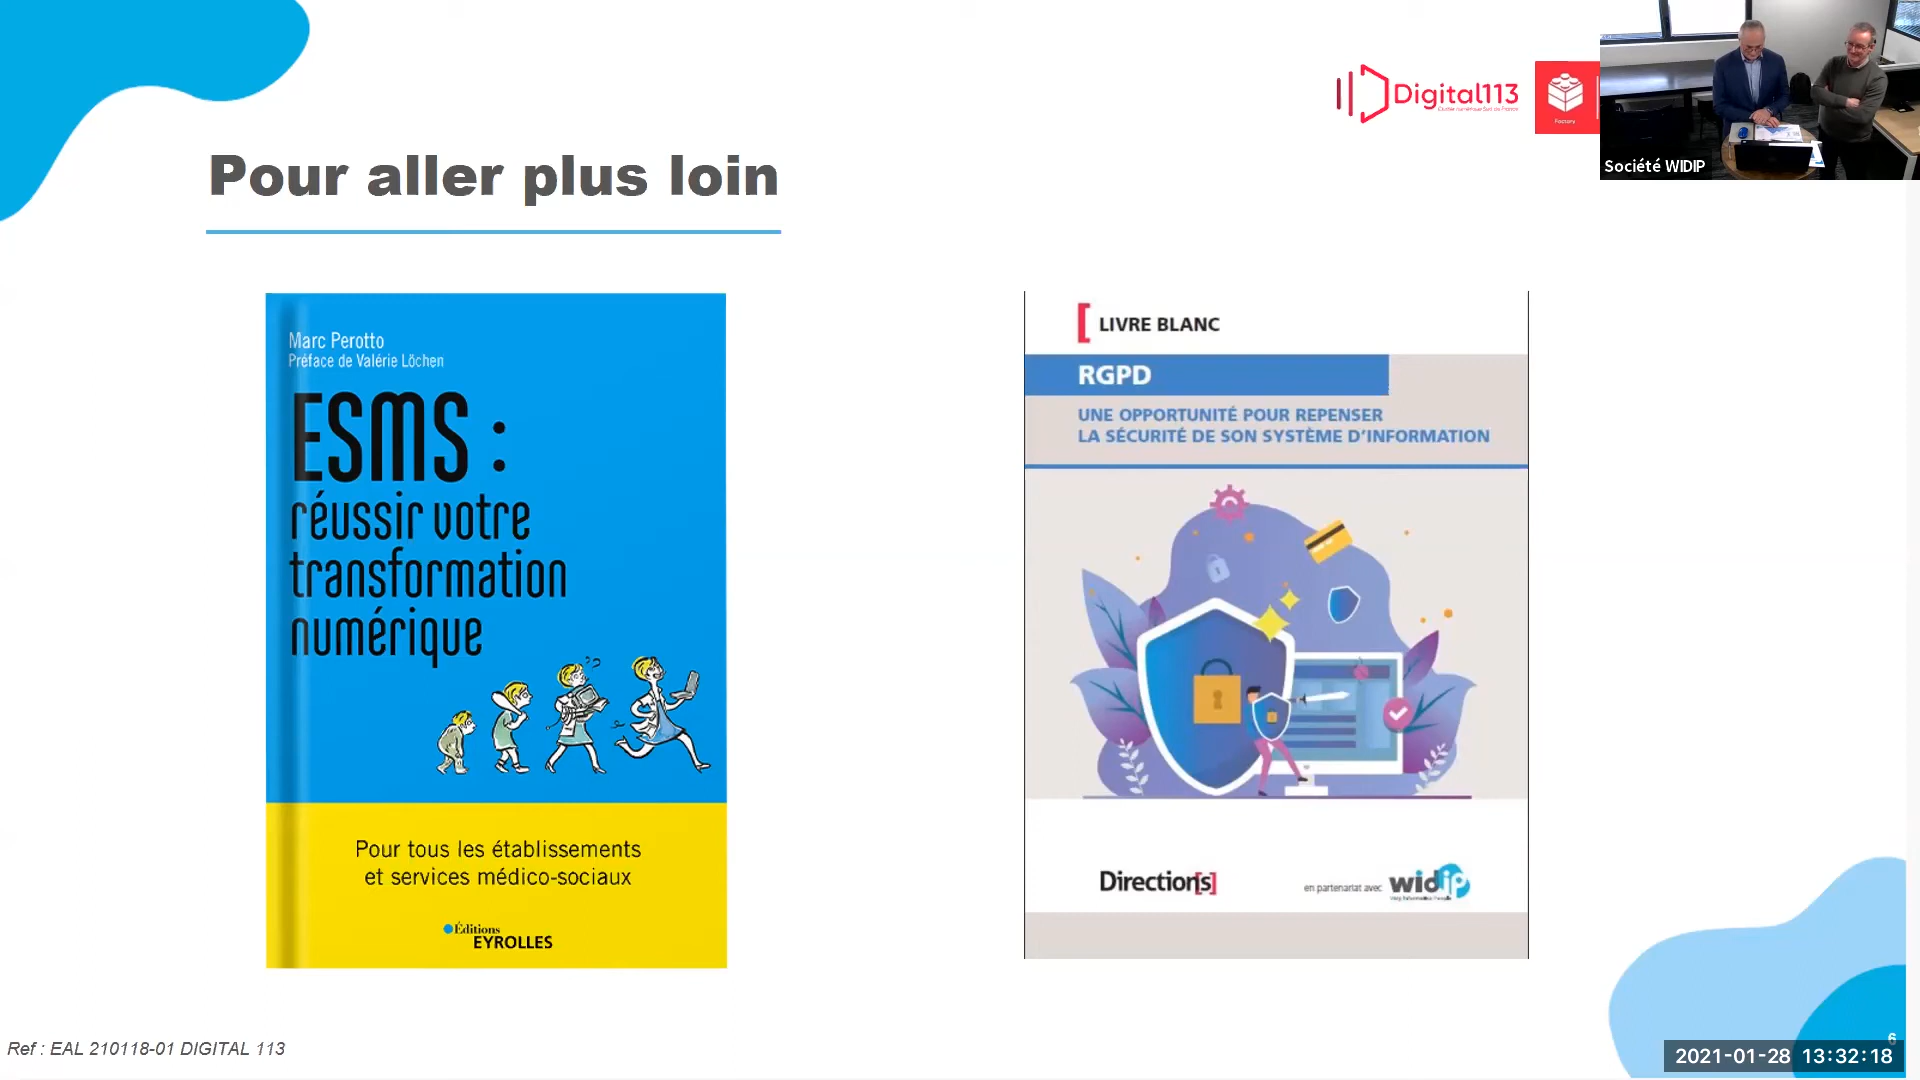 Digital113
Factory
Société WIDIP
Pour aller plus loin
Marc Perotto
Préface de Valérie Löchen
ESMS :
réussir votre
transformation
numérique
Pour tous les établissements
et services médico-sociaux
Éditions
EYROLLES
LIVRE BLANC
RGPD
UNE OPPORTUNITÉ POUR REPENSER
LA SÉCURITÉ DE SON SYSTÈME D'INFORMATION
Direction[s]
en partenariat avec
widip
Ref : EAL 210118-01 DIGITAL 113
6
2021-01-28 13:32:18